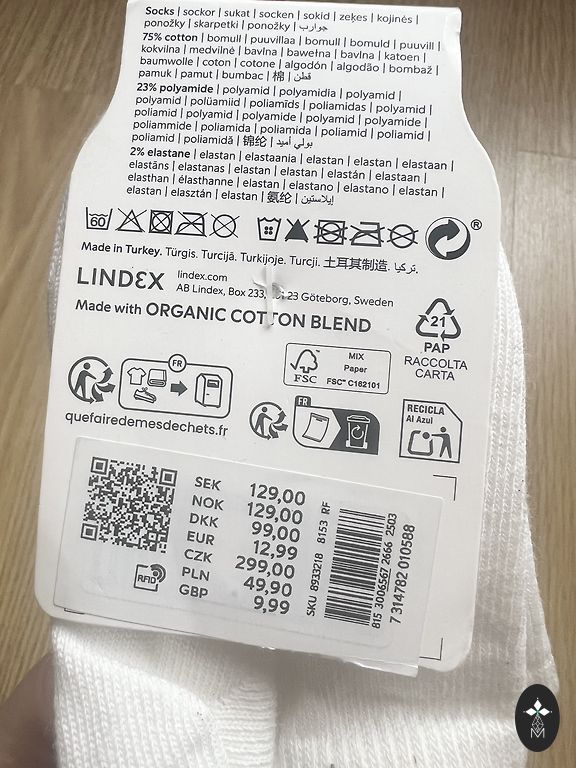 Socks | sockor | sukat | socken | sokid | zeķes | kojinės |
ponožky | skarpetki | ponožky | جوارب
75% cotton | bomull | puuvillaa | bomull | bomuld | puuvill |
kokvilna | medvilnė | bavlna | bawełna | bavlna | katoen |
baumwolle | coton | cotone | algodón | algodão | bombaž |
pamuk | pamut | bumbac | 棉 | قطن
23% polyamide | polyamid | polyamidia | polyamid |
polyamid | polüamiid | poliamīds | poliamidas | polyamid |
poliamid | polyamid | polyamide | polyamid | polyamide |
poliammide | poliamida | poliamida | poliamid | poliamid |
poliamid | poliamidă | 锦纶 | بولي أميد
2% elastane | elastan | elastaania | elastan | elastan | elastaan |
elastāns | elastanas | elastan | elastan | elastán | elastaan |
elasthan | élasthanne | elastan | elastano | elastano | elastan |
elastan | elasztán | elastan | 氨纶 | إيلاستين
60
®
Made in Turkey. Türgis. Turcijā. Turkijoje. Turci. 土耳其制造. تركيا.
LINDEX
lindex.com
AB Lindex, Box 233, 23 Göteborg, Sweden
Made with ORGANIC COTTON BLEND
21
PAP
RACCOLTA
CARTA
FR
quefairedemesdechets.fr
FSC
MIX
Paper
FSC™ C162101
FR
RECICLA
Al Azul
SEK 129,00
NOK 129,00
DKK 99,00
EUR 12,99
CZK 299,00
PLN 49,90
GBP 9,99
RFID
SKU 8933218 8153 RF
815 3006567 2666 2503
7 314782 010588
M